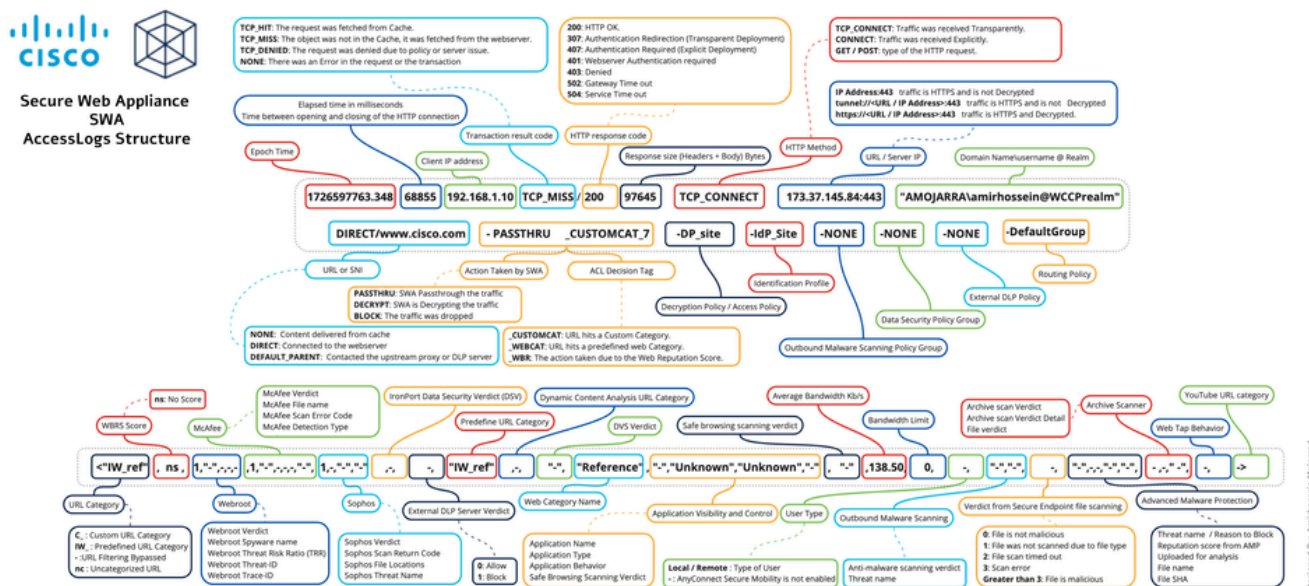 CISCO
Secure Web Appliance
SWA
AccessLogs Structure
TCP_HIT: The request was fetched from Cache.
TCP_MISS: The object was not in the Cache, it was fetched from the webserver.
TCP_DENIED: The request was denied due to policy or server issue.
NONE: There was an Error in the request or the transaction
200: HTTP OK.
307: Authentication Redirection (Transparent Deployment)
407: Authentication Required (Explicit Deployment)
401: Webserver Authentication required
403: Denied
502: Gateway Time out
504: Service Time out
TCP_CONNECT: Traffic was received Transparently.
CONNECT: Traffic was received Explicitly.
GET / POST: type of the HTTP request.
IP Address:443 traffic is HTTPS and is not Decrypted
tunnel://<URL / IP Address>:443 traffic is HTTPS and is not Decrypted
https://<URL / IP Address>:443 traffic is HTTPS and Decrypted.
Elapsed time in milliseconds
Time between opening and closing of the HTTP connection
Transaction result code
HTTP response code
Epoch Time
Client IP address
Response size (Headers + Body) Bytes
HTTP Method
URL / Server IP
Domain Name\username @ Realm
1726597763.348 68855 192.168.1.10 TCP_MISS / 200 97645 TCP_CONNECT 173.37.145.84:443 "AMOJARRA\amirhossein@WCCPrealm"
DIRECT/www.cisco.com - PASSTHRU _CUSTOMCAT_7 -DP_site -IdP_Site -NONE -NONE -NONE -DefaultGroup
URL or SNI
Action Taken by SWA
ACL Decision Tag
Identification Profile
Routing Policy
PASSTHRU: SWA Passthrough the traffic
DECRYPT: SWA is Decrypting the traffic
BLOCK: The traffic was dropped
Decryption Policy / Access Policy
External DLP Policy
Data Security Policy Group
NONE: Content delivered from cache
DIRECT: Connected to the webserver
DEFAULT_PARENT: Contacted the upstream proxy or DLP server
_CUSTOMCAT: URL hits a Custom Category.
_WEBCAT: URL hits a predefined web Category.
_WBR: The action taken due to the Web Reputation Score.
Outbound Malware Scanning Policy Group
ns: No Score
WBRS Score
McAfee
McAfee Verdict
McAfee File name
McAfee Scan Error Code
McAfee Detection Type
IronPort Data Security Verdict (DSV)
Predefine URL Category
Dynamic Content Analysis URL Category
DVS Verdict
Safe browsing scanning verdict
Average Bandwidth Kb/s
Bandwidth Limit
Archive scan Verdict
Archive scan Verdict Detail
File verdict
Archive Scanner
Web Tap Behavior
YouTube URL category
<"IW_ref" , ns , 1,"-",-,-, ,1,"-",-,-,-,"-", 1,-,"-","-" ,-, -, "IW_ref" ,-, "-", "Reference" , "-","Unknown","Unknown","-" , "-" ,138.50, 0, -, "-","-", -, "-",-,-,"-","-", -,-,"-", -, ->
URL Category
Webroot
Sophos
External DLP Server Verdict
Web Category Name
Application Visibility and Control
User Type
Outbound Malware Scanning
Verdict from Secure Endpoint file scanning
Advanced Malware Protection
C_ : Custom URL Category
IW_ : Predefined URL Category
- :URL Filtering Bypassed
nc : Uncategorized URL
Webroot Verdict
Webroot Spyware name
Webroot Threat Risk Ratio (TRR)
Webroot Threat-ID
Webroot Trace-ID
Sophos Verdict
Sophos Scan Return Code
Sophos File Locations
Sophos Threat Name
0: Allow
1: Block
Application Name
Application Type
Application Behavior
Safe Browsing Scanning Verdict
Local / Remote : Type of User
- : AnyConnect Secure Mobility is not enabled
Anti-malware scanning verdict
Threat name
0: File is not malicious
1: File was not scanned due to file type
2: File scan timed out
3: Scan error
Greater than 3: File is malicious
Threat name / Reason to Block
Reputation score from AMP
Uploaded for analysis
File name
File SHA